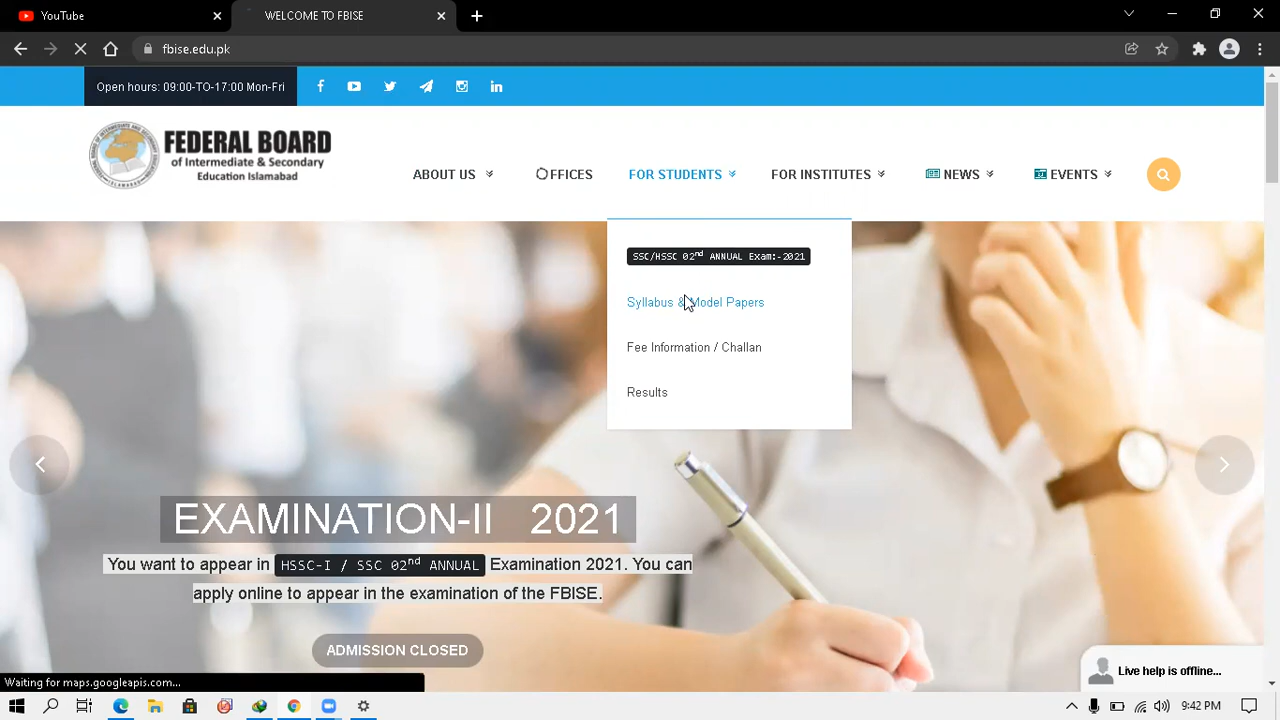 YouTube
WELCOME TO FBISE
fbise.edu.pk
Open hours: 09:00-TO-17:00 Mon-Fri
FEDERAL BOARD
of Intermediate & Secondary
Education Islamabad
ABOUT US
OFFICES
FOR STUDENTS
FOR INSTITUTES
NEWS
EVENTS
SSC/HSSC 02nd ANNUAL Exam:-2021
Syllabus & Model Papers
Fee Information / Challan
Results
EXAMINATION-II 2021
You want to appear in HSSC-I / SSC 02nd ANNUAL Examination 2021. You can
apply online to appear in the examination of the FBISE.
ADMISSION CLOSED
Live help is offline...
Waiting for maps.googleapis.com...
9:42 PM